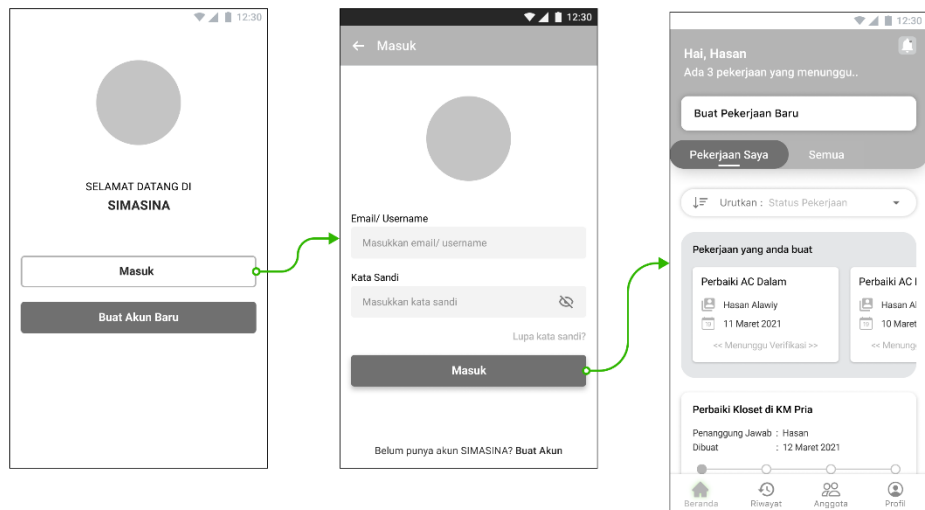 12:30
SELAMAT DATANG DI
SIMASINA
Masuk
Buat Akun Baru
12:30
Masuk
Email/ Username
Masukkan email/ username
Kata Sandi
Masukkan kata sandi
Lupa kata sandi?
Masuk
Belum punya akun SIMASINA? Buat Akun
12:30
Hai, Hasan
Ada 3 pekerjaan yang menunggu..
Buat Pekerjaan Baru
Pekerjaan Saya Semua
Urutkan : Status Pekerjaan
Pekerjaan yang anda buat
Perbaiki AC Dalam
Hasan Alawiy
11 Maret 2021
<< Menunggu Verifikasi >>
Perbaiki AC
Hasan Al
10 Maret
<< Menung
Perbaiki Kloset di KM Pria
Penanggung Jawab : Hasan
Dibuat : 12 Maret 2021
Beranda Riwayat Anggota Profil